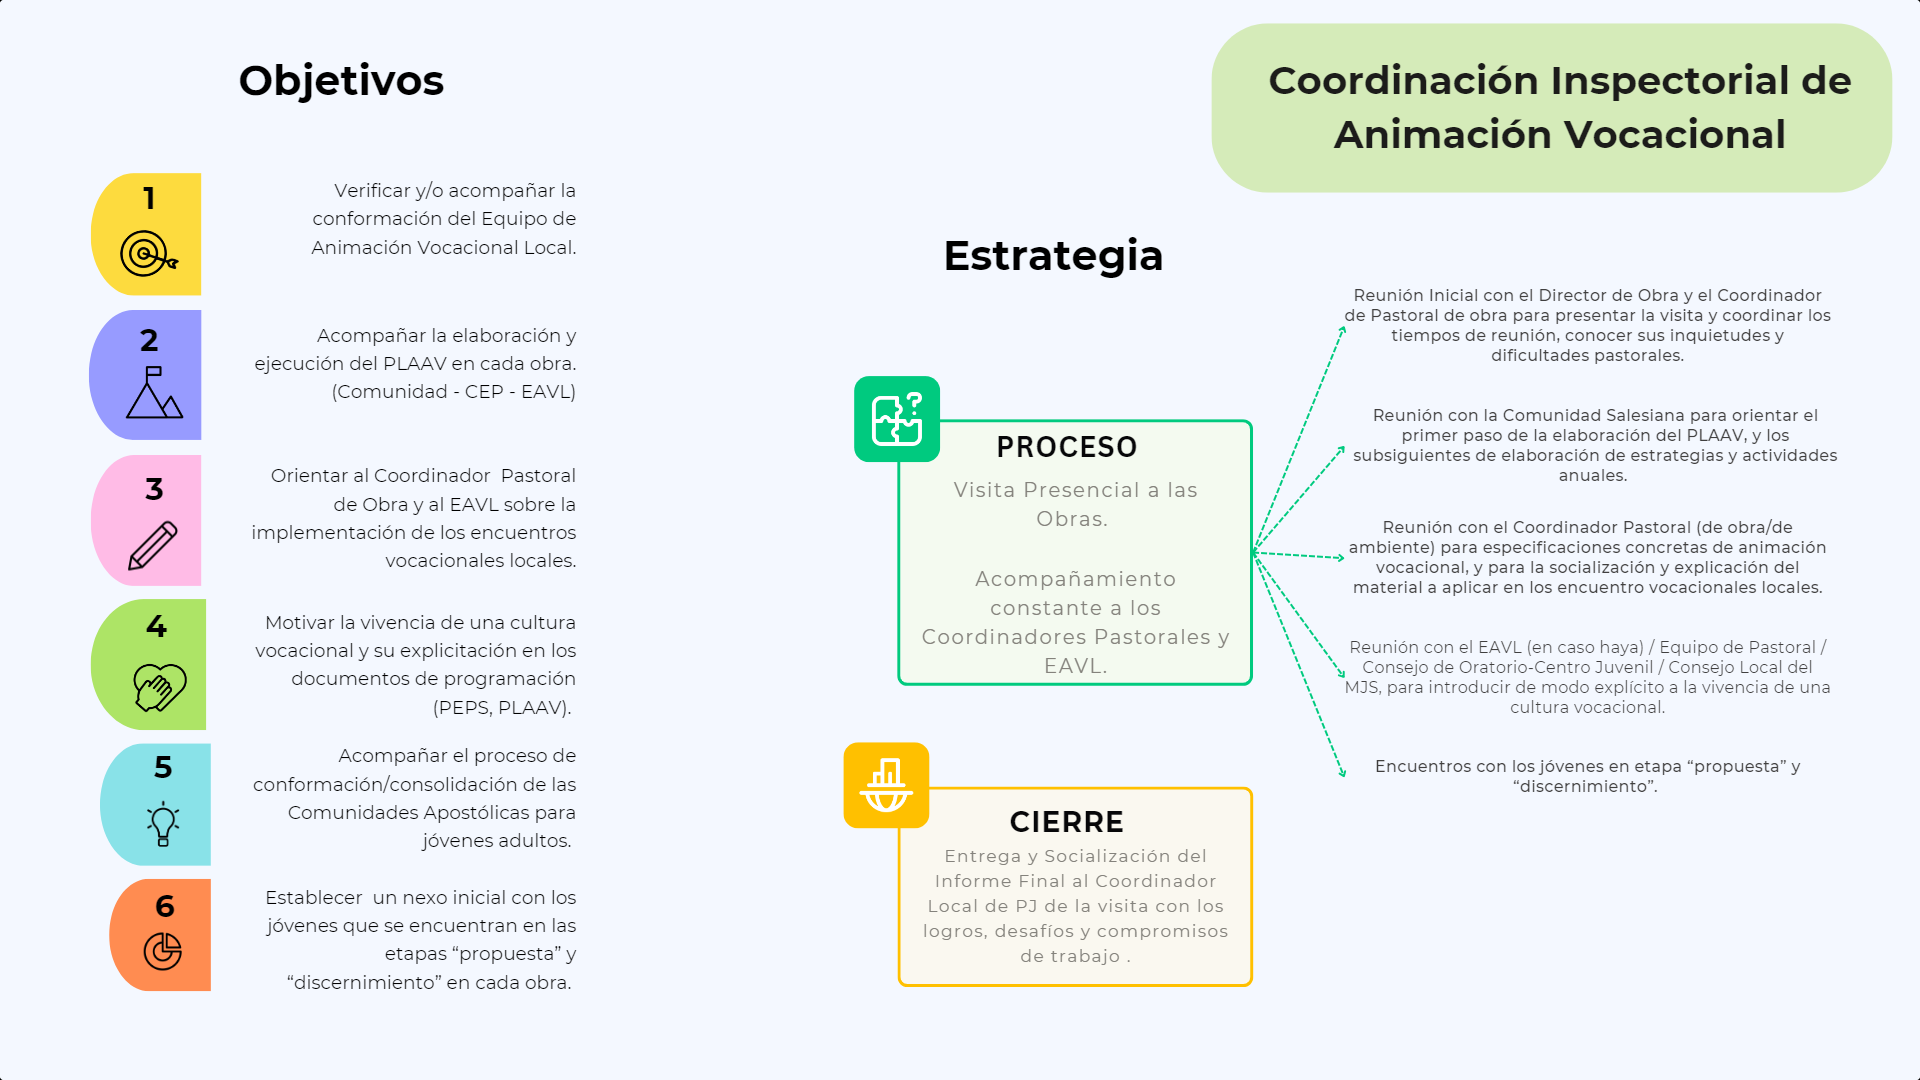 Objetivos
1
Verificar y/o acompañar la
conformación del Equipo de
Animación Vocacional Local.
2
Acompañar la elaboración y
ejecución del PLAAV en cada obra.
(Comunidad - CEP - EAVL)
3
Orientar al Coordinador  Pastoral
de Obra y al EAVL sobre la
implementación de los encuentros
vocacionales locales.
4
Motivar la vivencia de una cultura
vocacional y su explicitación en los
documentos de programación
(PEPS, PLAAV).
5
Acompañar el proceso de
conformación/consolidación de las
Comunidades Apostólicas para
jóvenes adultos.
6
Establecer  un nexo inicial con los
jóvenes que se encuentran en las
etapas “propuesta” y
“discernimiento” en cada obra.
Coordinación Inspectorial de
Animación Vocacional
Estrategia
?
PROCESO
Visita Presencial a las
Obras.
Acompañamiento
constante a los
Coordinadores Pastorales y
EAVL.
Reunión Inicial con el Director de Obra y el Coordinador
de Pastoral de obra para presentar la visita y coordinar los
tiempos de reunión, conocer sus inquietudes y
dificultades pastorales.
Reunión con la Comunidad Salesiana para orientar el
primer paso de la elaboración del PLAAV, y los
subsiguientes de elaboración de estrategias y actividades
anuales.
Reunión con el Coordinador Pastoral (de obra/de
ambiente) para especificaciones concretas de animación
vocacional, y para la socialización y explicación del
material a aplicar en los encuentro vocacionales locales.
Reunión con el EAVL (en caso haya) / Equipo de Pastoral /
Consejo de Oratorio-Centro Juvenil / Consejo Local del
MJS, para introducir de modo explícito a la vivencia de una
cultura vocacional.
Encuentros con los jóvenes en etapa “propuesta” y
“discernimiento”.
CIERRE
Entrega y Socialización del
Informe Final al Coordinador
Local de PJ de la visita con los
logros, desafíos y compromisos
de trabajo .